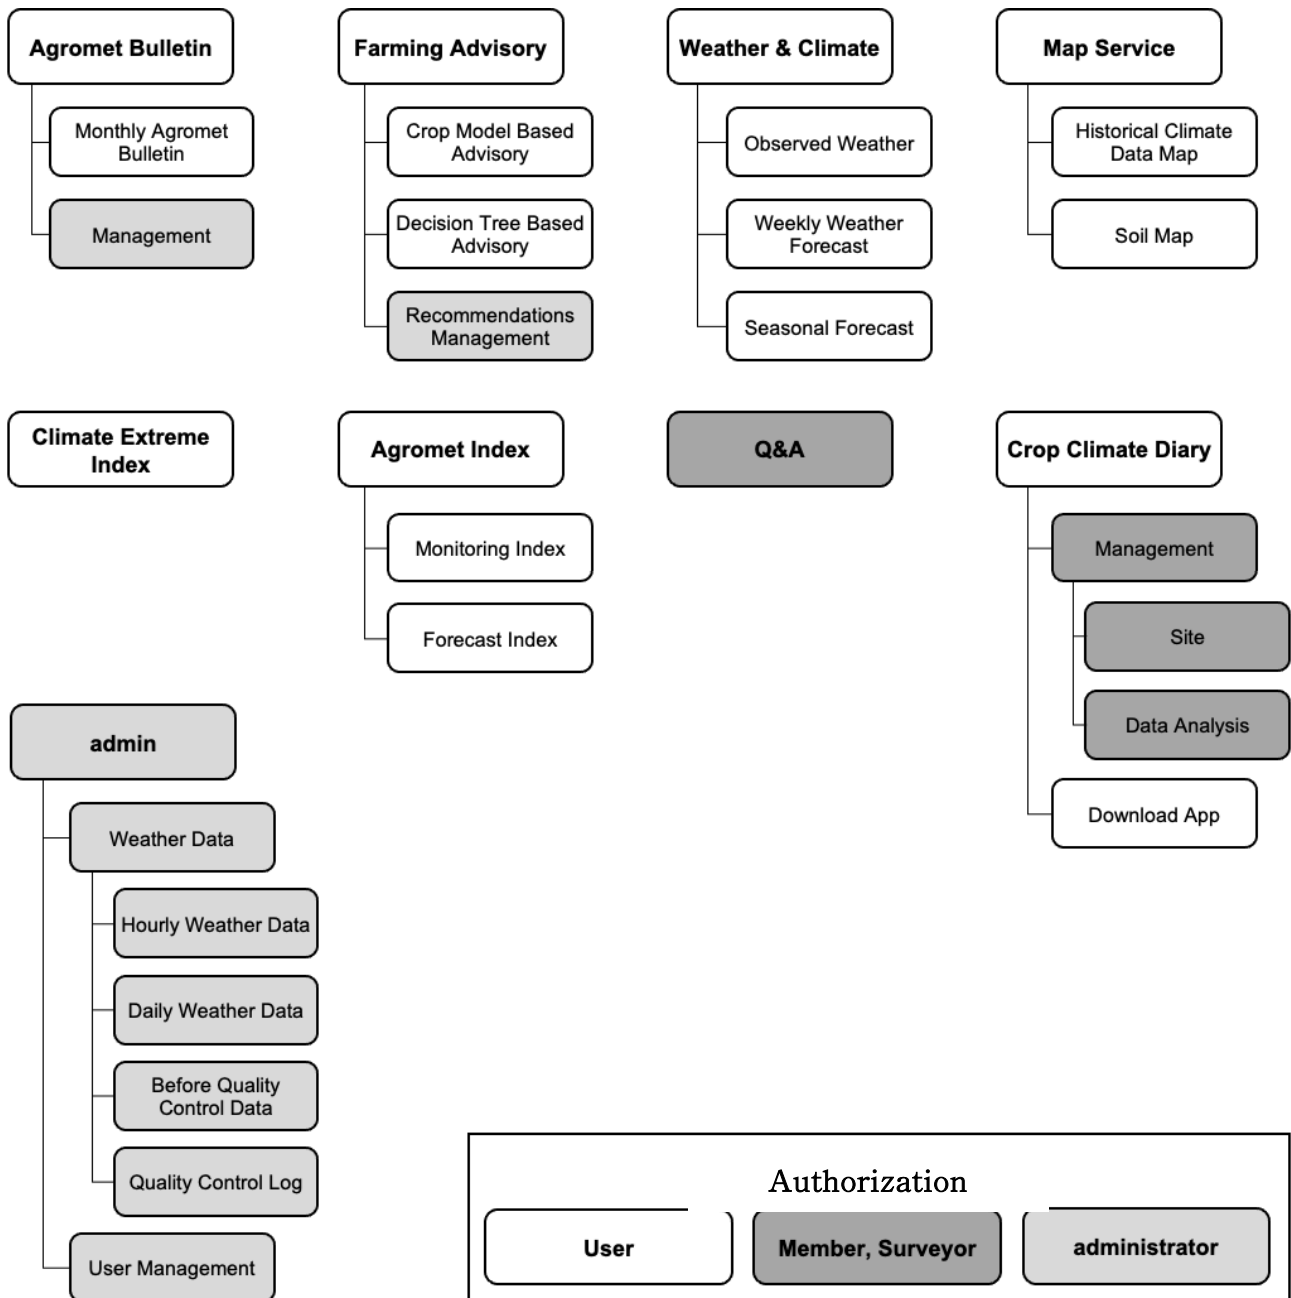 Agromet Bulletin
Monthly Agromet
Bulletin
Management
Farming Advisory
Crop Model Based
Advisory
Decision Tree Based
Advisory
Recommendations
Management
Weather & Climate
Observed Weather
Weekly Weather
Forecast
Seasonal Forecast
Map Service
Historical Climate
Data Map
Soil Map
Climate Extreme
Index
Agromet Index
Monitoring Index
Forecast Index
Q&A
Crop Climate Diary
Management
Site
Data Analysis
Download App
admin
Weather Data
Hourly Weather Data
Daily Weather Data
Before Quality
Control Data
Quality Control Log
User Management
Authorization
User
Member, Surveyor
administrator